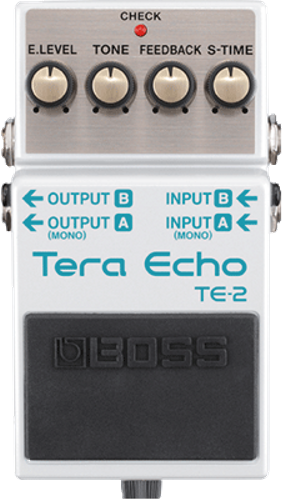 CHECK
E.LEVEL TONE FEEDBACK S-TIME
OUTPUT B INPUT B
OUTPUT A INPUT A
(MONO) (MONO)
Tera Echo
TE-2
BOSS